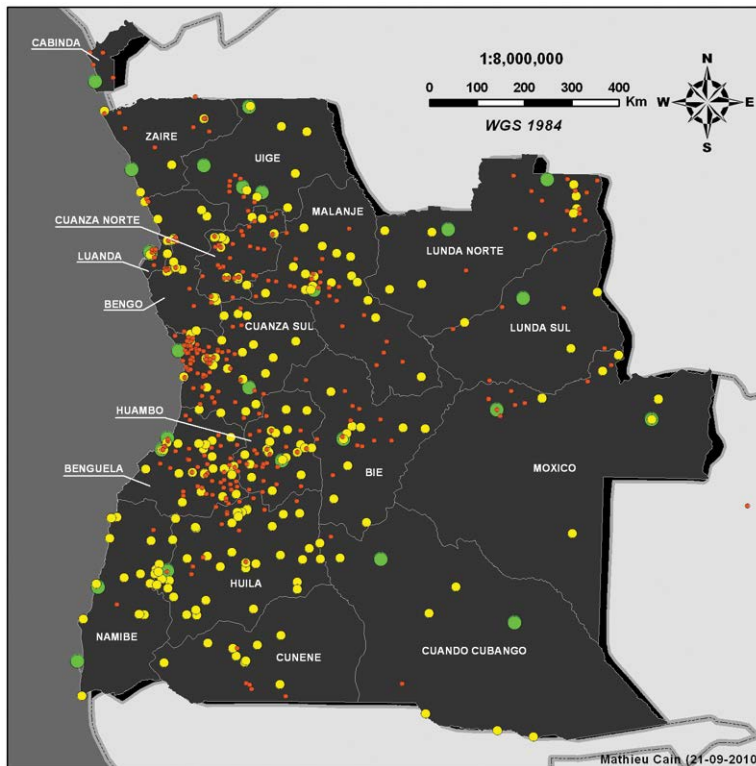 CABINDA
1:8,000,000
0 100 200 300 400 Km
WGS 1984
N
W E
S
ZAIRE
UIGE
MALANJE
CUANZA NORTE
LUNDA NORTE
LUANDA
BENGO
CUANZA SUL
LUNDA SUL
HUAMBO
BENGUELA
BIE
MOXICO
HUILA
NAMIBE
CUNENE
CUANDO CUBANGO
Mathieu Cain (21-09-2010